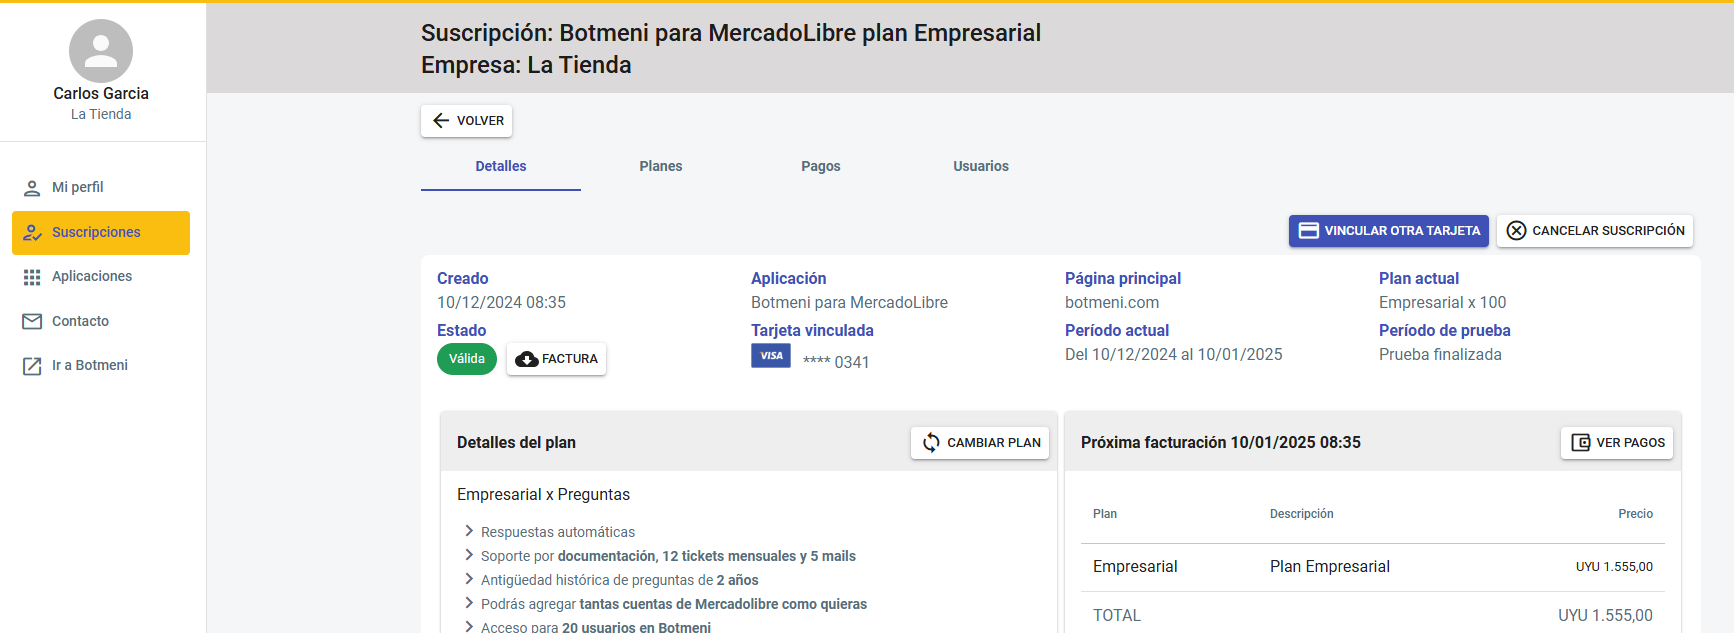 Carlos Garcia
La Tienda
Mi perfil
Suscripciones
Aplicaciones
Contacto
Ir a Botmeni
Suscripción: Botmeni para MercadoLibre plan Empresarial
Empresa: La Tienda
VOLVER
Detalles Planes Pagos Usuarios
VINCULAR OTRA TARJETA CANCELAR SUSCRIPCIÓN
Creado Aplicación Página principal Plan actual
10/12/2024 08:35 Botmeni para MercadoLibre botmeni.com Empresarial x 100
Estado Tarjeta vinculada Período actual Período de prueba
Válida FACTURA VISA **** 0341 Del 10/12/2024 al 10/01/2025 Prueba finalizada
Detalles del plan CAMBIAR PLAN
Empresarial x Preguntas
Respuestas automáticas
Soporte por documentación, 12 tickets mensuales y 5 mails
Antigüedad histórica de preguntas de 2 años
Podrás agregar tantas cuentas de Mercadolibre como quieras
Acceso para 20 usuarios en Botmeni
Próxima facturación 10/01/2025 08:35 VER PAGOS
Plan Descripción Precio
Empresarial Plan Empresarial UYU 1.555,00
TOTAL UYU 1.555,00